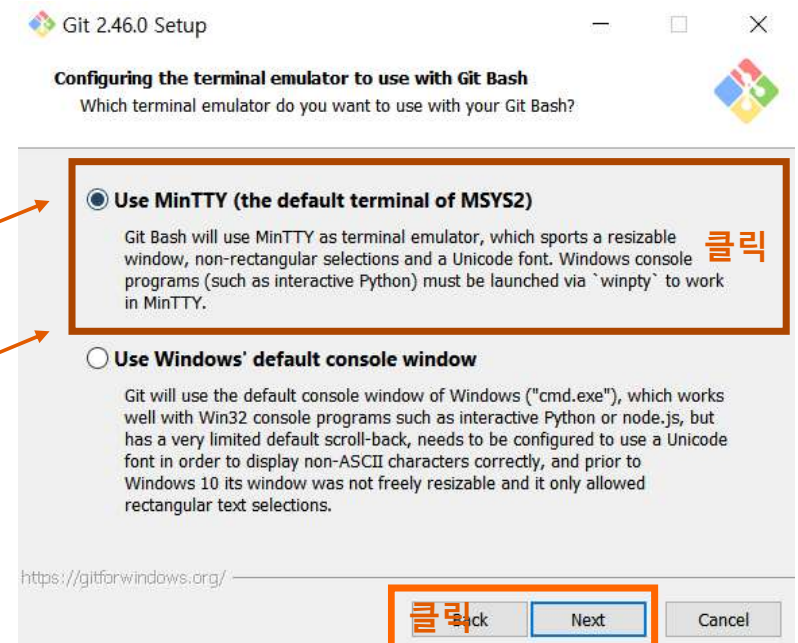 Git 2.46.0 Setup
Configuring the terminal emulator to use with Git Bash
Which terminal emulator do you want to use with your Git Bash?
Use MinTTY (the default terminal of MSYS2)
Git Bash will use MinTTY as terminal emulator, which sports a resizable
window, non-rectangular selections and a Unicode font. Windows console
programs (such as interactive Python) must be launched via `winpty` to work
in MinTTY.
클릭
Use Windows' default console window
Git will use the default console window of Windows ("cmd.exe"), which works
well with Win32 console programs such as interactive Python or node.js, but
has a very limited default scroll-back, needs to be configured to use a Unicode
font in order to display non-ASCII characters correctly, and prior to
Windows 10 its window was not freely resizable and it only allowed
rectangular text selections.
https://gitforwindows.org/
클릭
Back Next Cancel